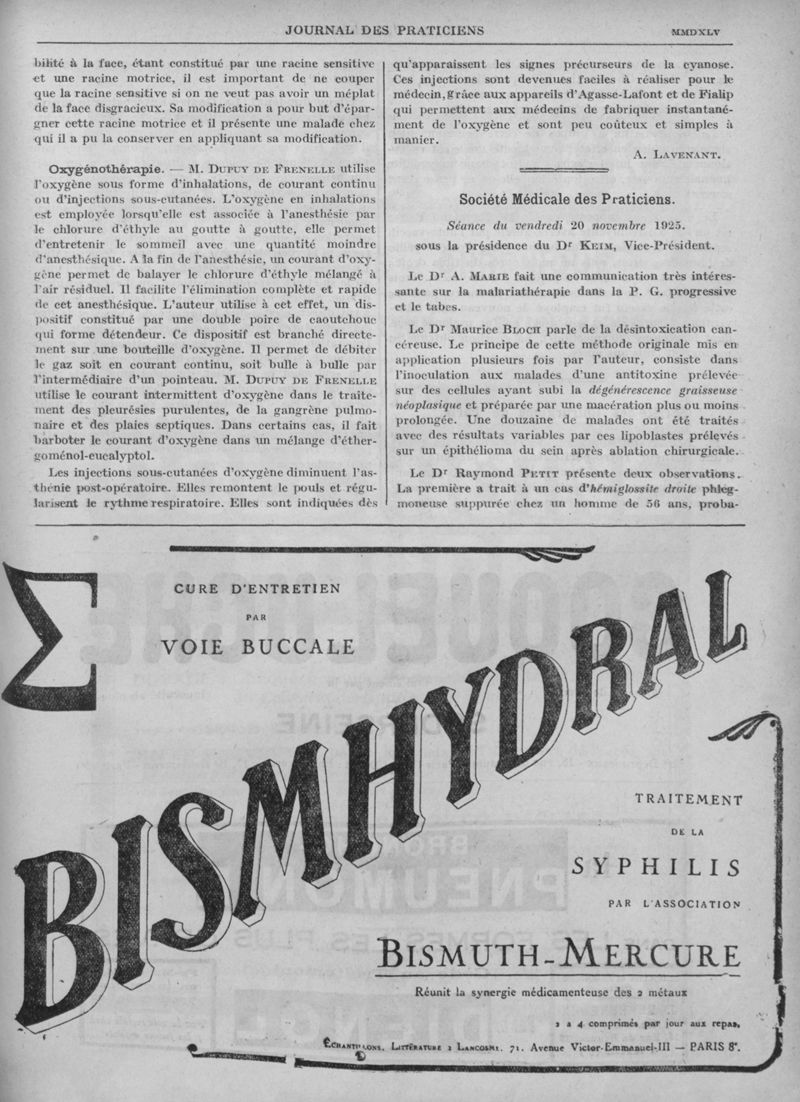 JOURNAL DES PRATICIENS
MMDXLV
bilité à la face, étant constitué par une racine sensitive
et une racine motrice, il est important de ne couper
que la racine sensitive si on ne veut pas avoir un méplat
de la face disgracieux. Sa modification a pour but d'épar-
gner cette racine motrice et il présente une malade chez
qui il a pu la conserver en appliquant sa modification.
Oxygénothérapie. — M. DUPUY DE FRENELLE utilise
l'oxygène sous forme d'inhalations, de courant continu
ou d'injections sous-cutanées. L'oxygène en inhalations
est employée lorsqu'elle est associée à l'anesthésie par
le chlorure d'éthyle au goutte à goutte, elle permet
d'entretenir le sommeil avec une quantité moindre
d'anesthésique. A la fin de l'anesthésie, un courant d'oxy-
gène permet de balayer le chlorure d'éthyle mélangé à
l'air résiduel. Il facilite l'élimination complète et rapide
de cet anesthésique. L'auteur utilise à cet effet, un dis-
positif constitué par une double poire de caoutchouc
qui forme détendeur. Ce dispositif est branché directe-
ment sur une bouteille d'oxygène. Il permet de débiter
le gaz soit en courant continu, soit bulle à bulle par
l'intermédiaire d'un pointeau. M. DUPUY DE FRENELLE
utilise le courant intermittent d'oxygène dans le traite-
ment des pleurésies purulentes, de la gangrène pulmo-
naire et des plaies septiques. Dans certains cas, il fait
barboter le courant d'oxygène dans un mélange d'éther-
goménol-eucalyptol.
Les injections sous-cutanées d'oxygène diminuent l'as-
thénie post-opératoire. Elles remontent le pouls et régu-
larisent le rythme respiratoire. Elles sont indiquées dès
qu'apparaissent les signes précurseurs de la cyanose.
Ces injections sont devenues faciles à réaliser pour le
médecin, grâce aux appareils d'Agasse-Lafont et de Fialip
qui permettent aux médecins de fabriquer instantané-
ment de l'oxygène et sont peu coûteux et simples à
manier.
A. LAVENANT.
Société Médicale des Praticiens.
Séance du vendredi 20 novembre 1925.
sous la présidence du Dr KEIM, Vice-Président.
Le Dr A. MARIE fait une communication très intéres-
sante sur la malariathérapie dans la P. G. progressive
et le tabes.
Le Dr Maurice BLOCH parle de la désintoxication can-
céreuse. Le principe de cette méthode originale mis en
application plusieurs fois par l'auteur, consiste dans
l'inoculation aux malades d'une antitoxine prélevée
sur des cellules ayant subi la dégénérescence graisseuse
néoplasique et préparée par une macération plus ou moins
prolongée. Une douzaine de malades ont été traités
avec des résultats variables par ces lipoblastes prélevés
sur un épithélioma du sein après ablation chirurgicale.
Le Dr Raymond PETIT présente deux observations.
La première a trait à un cas d'hémiglossite droite phleg-
moneuse suppurée chez un homme de 56 ans, proba-
Σ
CURE D'ENTRETIEN
PAR
VOIE BUCCALE
BISMHYDRAL
TRAITEMENT
DE LA
SYPHILIS
PAR L'ASSOCIATION
BISMUTH-MERCURE
Réunit la synergie médicamenteuse des 2 métaux
2 à 4 comprimés par jour aux repas.
ÉCHANTILLONS, LITTÉRATURE : LANCOSME, 71, Avenue Victor-Emmanuel-III — PARIS 8e.